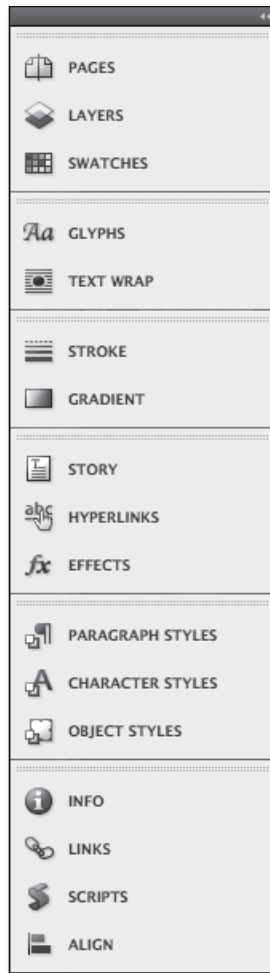 PAGES
LAYERS
SWATCHES
Aa GLYPHS
TEXT WRAP
STROKE
GRADIENT
T STORY
abc HYPERLINKS
fx EFFECTS
PARAGRAPH STYLES
A CHARACTER STYLES
OBJECT STYLES
i INFO
LINKS
SCRIPTS
ALIGN